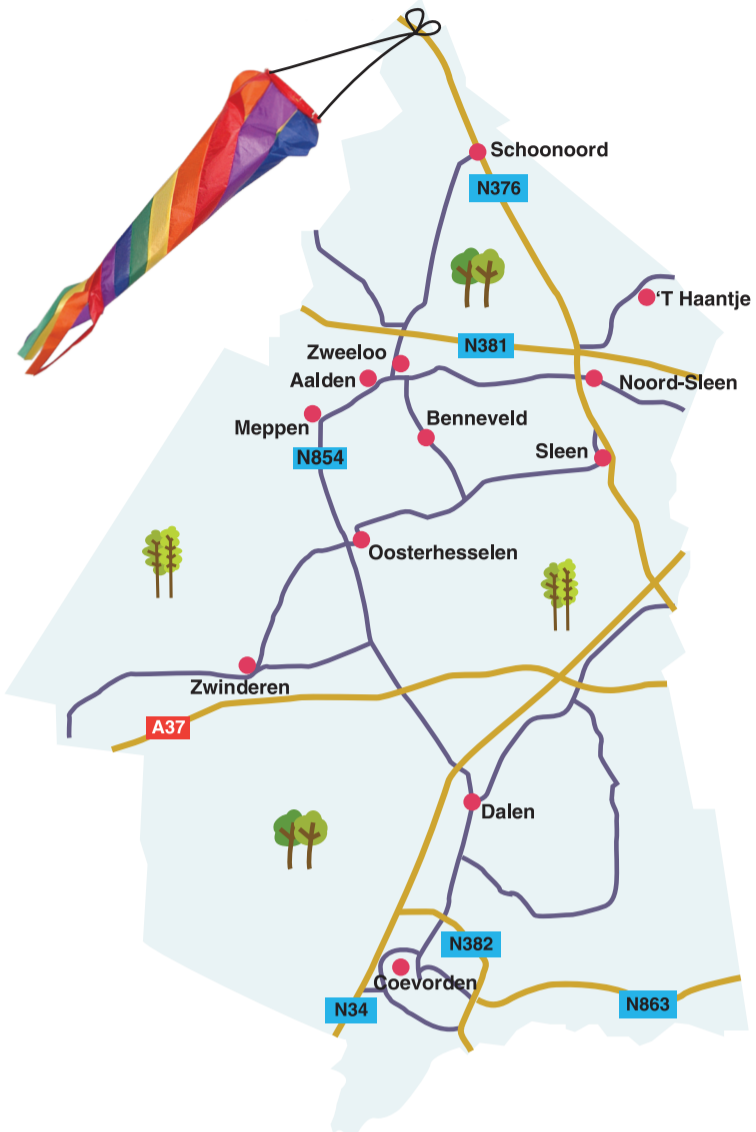 Schoonoord
N376
'T Haantje
N381
Zweeloo
Aalden
Noord-Sleen
Meppen
Benneveld
Sleen
N854
Oosterhesselen
Zwinderen
A37
Dalen
N382
Coevorden
N34
N863